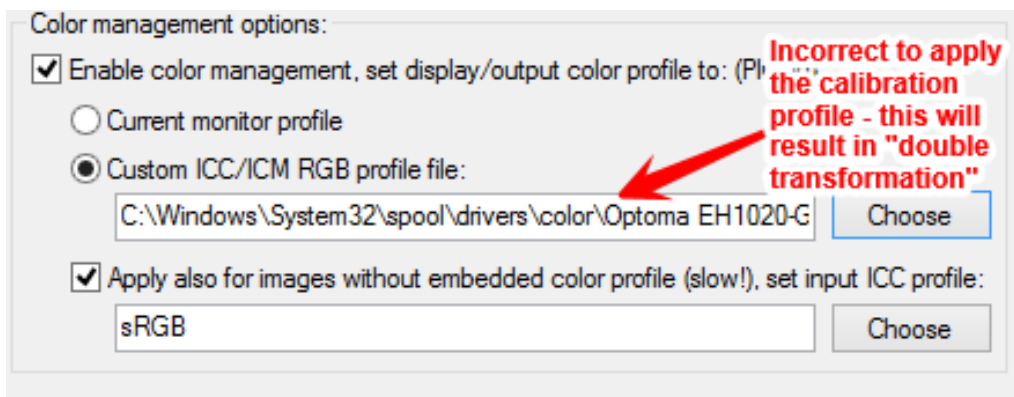 Color management options:
Enable color management, set display/output color profile to:
Incorrect to apply
the calibration
profile - this will
result in "double
transformation"
Current monitor profile
Custom ICC/ICM RGB profile file:
C:\Windows\System32\spool\drivers\color\Optoma EH1020-G
Choose
Apply also for images without embedded color profile (slow!), set input ICC profile:
sRGB
Choose